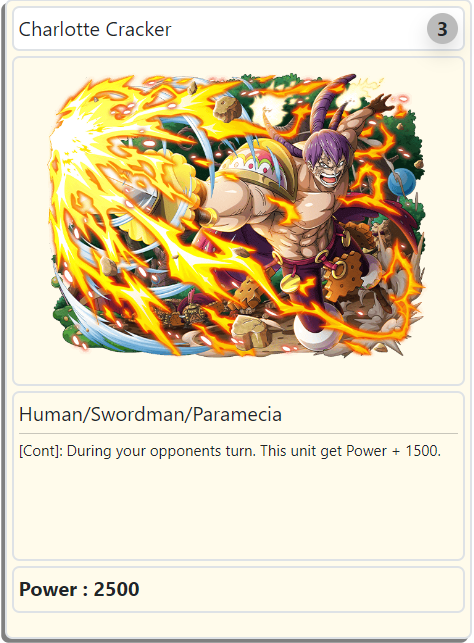 Charlotte Cracker
3
Human/Swordman/Paramecia
[Cont]: During your opponents turn. This unit get Power + 1500.
Power : 2500